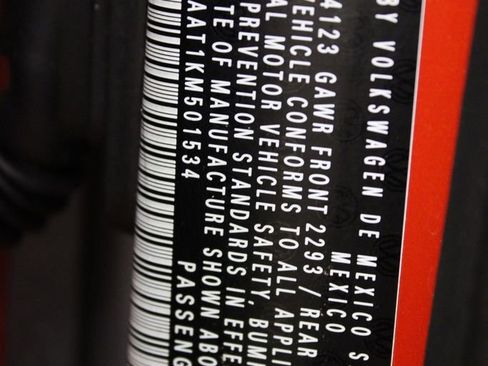 BY VOLKSWAGEN DE MEXICO S
MEXICO
4123 GAWR FRONT 2293 / REAR
VEHICLE CONFORMS TO ALL APPLI
AL MOTOR VEHICLE SAFETY, BUMP
PREVENTION STANDARDS IN EFFE
TE OF MANUFACTURE SHOWN ABO
AAT1KM501534 PASSENG